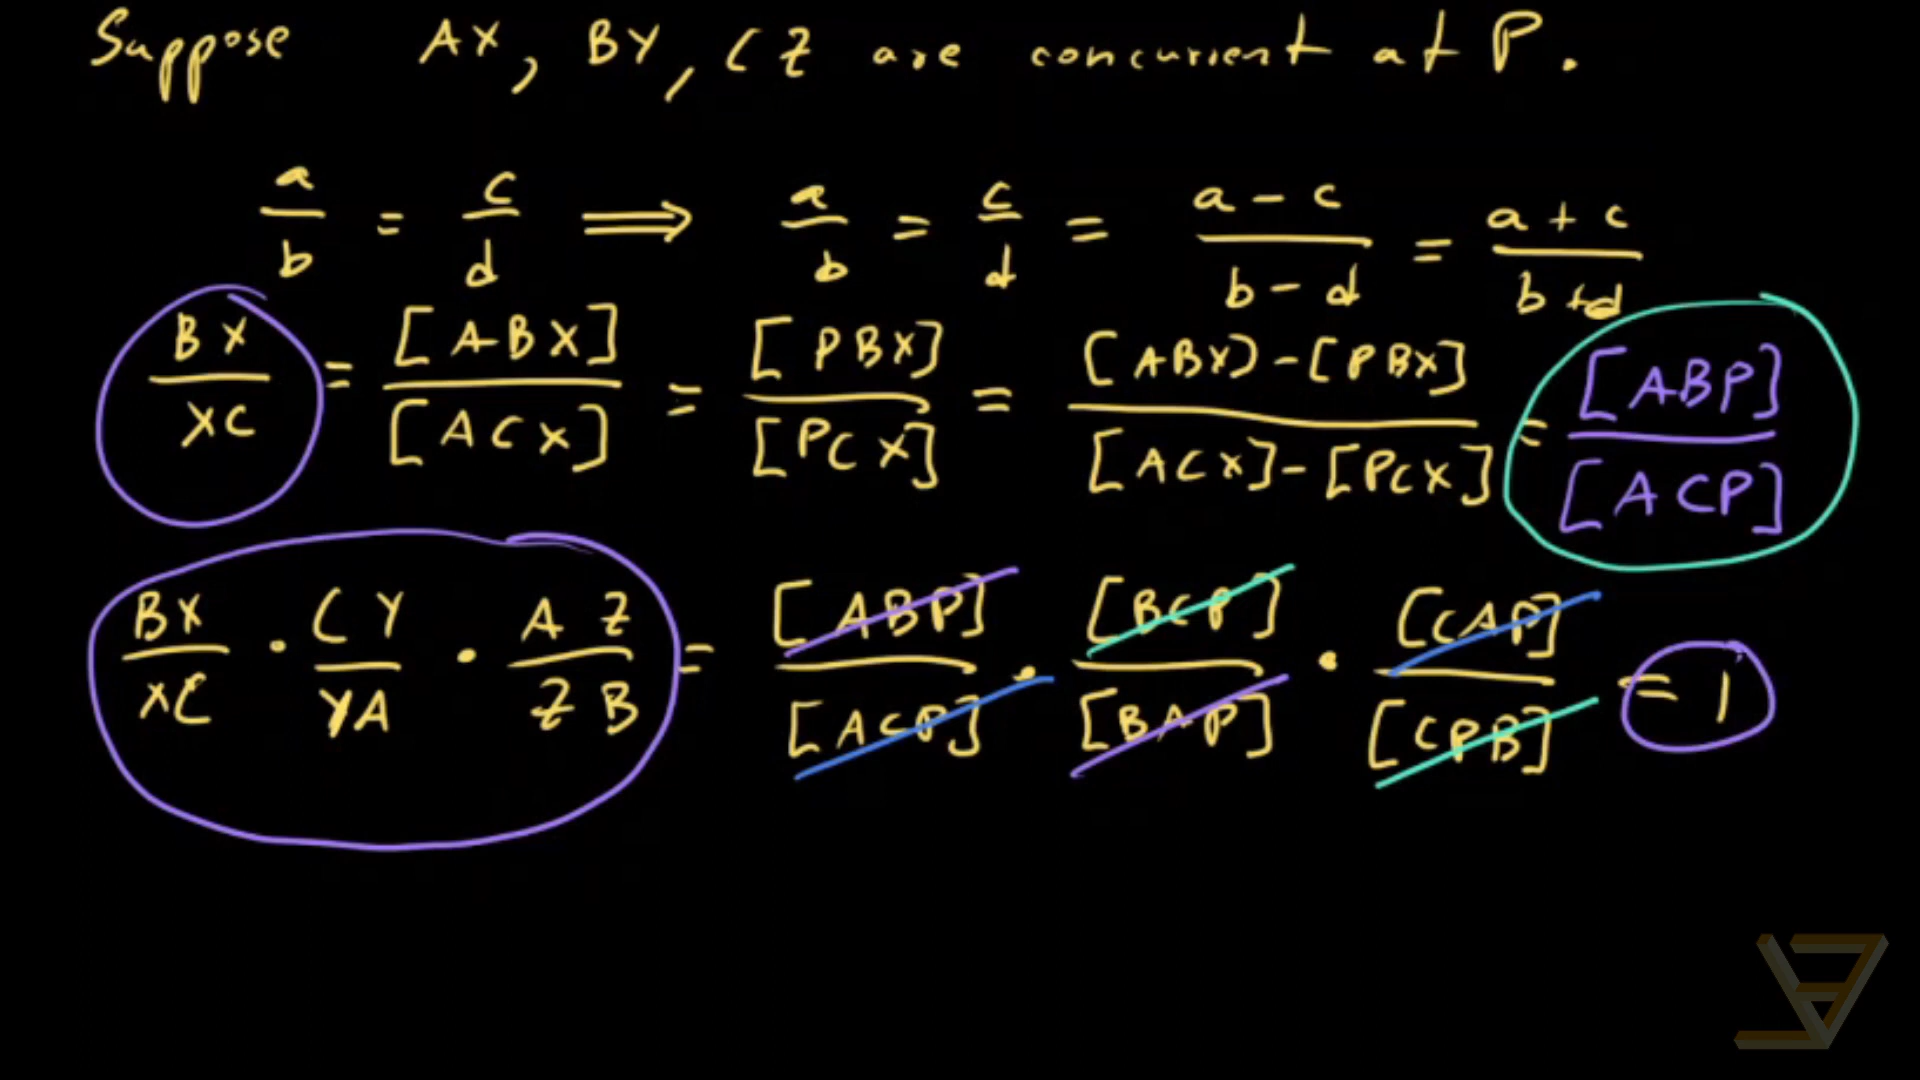 Suppose AX, BY, CZ are concurrent at P.
a/b = c/d ⟹ a/b = c/d = (a - c)/(b - d) = (a + c)/(b + d)
BX/XC = [ABX]/[ACX] = [PBX]/[PCX] = ([ABX) - [PBX])/([ACX] - [PCX]) = [ABP]/[ACP]
BX/XC · CY/YA · AZ/ZB = [ABP]/[ACP] · [BCP]/[BAP] · [CAP]/[CPB] = 1